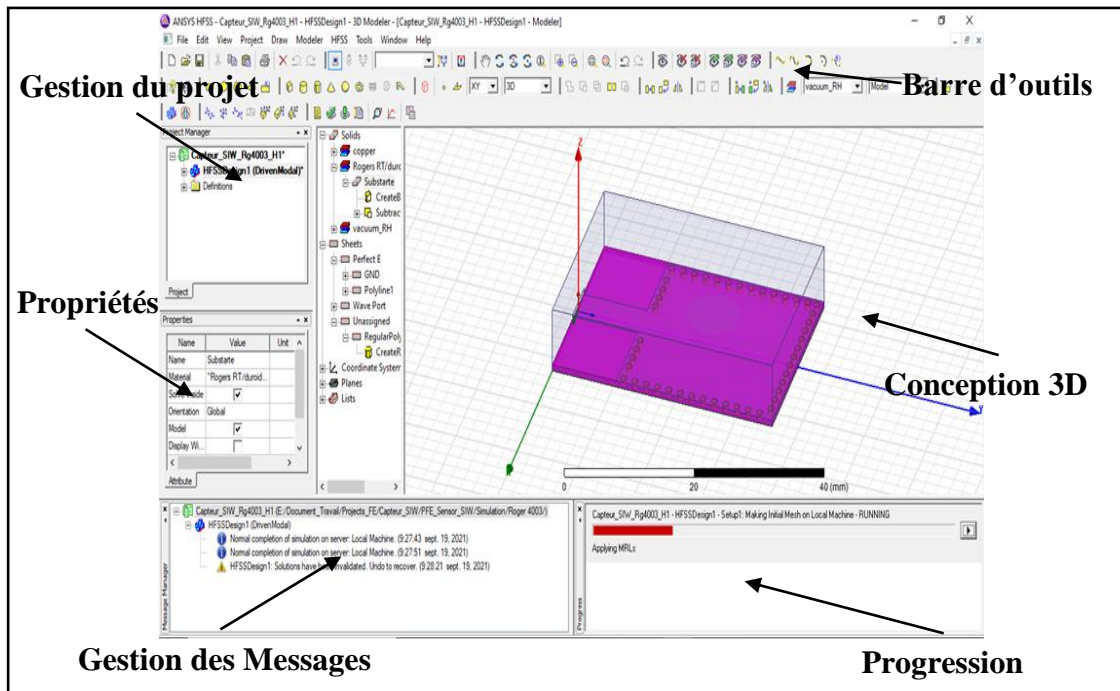 ANSYS HFSS - Capteur_SIW_Rg4003_H1 - HFSSDesign1 - 3D Modeler - [Capteur_SIW_Rg4003_H1 - HFSSDesign1 - Modeler]
File Edit View Project Draw Modeler HFSS Tools Window Help
Gestion du projet
Barre d’outils
XY
3D
vacuum_RH
Model
Project Manager
Capteur_SIW_Rg4003_H1*
HFSSDesign1 (DrivenModal)*
Definitions
Project
Propriétés
Properties
Name Value Unit
Name Substarte
Material "Rogers RT/duroid...
Orientation Global
Model
Display Wi...
Attribute
Solids
copper
Rogers RT/duro
Substarte
CreateB
Subtrac
vacuum_RH
Sheets
Perfect E
GND
Polyline1
Wave Port
Unassigned
RegularPoly
CreateR
Coordinate System
Planes
Lists
Z
Y
0 20 40 (mm)
Conception 3D
Capteur_SIW_Rg4003_H1 (E:/Document_Travail/Projects_FE/Capteur_SIW/PFE_Sensor_SIW/Simulation/Roger 4003/)
HFSSDesign1 (DrivenModal)
Normal completion of simulation on server: Local Machine. (9:27:43 sept. 19, 2021)
Normal completion of simulation on server: Local Machine. (9:27:51 sept. 19, 2021)
HFSSDesign1: Solutions have been invalidated. Undo to recover. (9:28:21 sept. 19, 2021)
Message Manager
Capteur_SIW_Rg4003_H1 - HFSSDesign1 - Setup1: Making Initial Mesh on Local Machine - RUNNING
Applying MRLs
Progress
Gestion des Messages
Progression